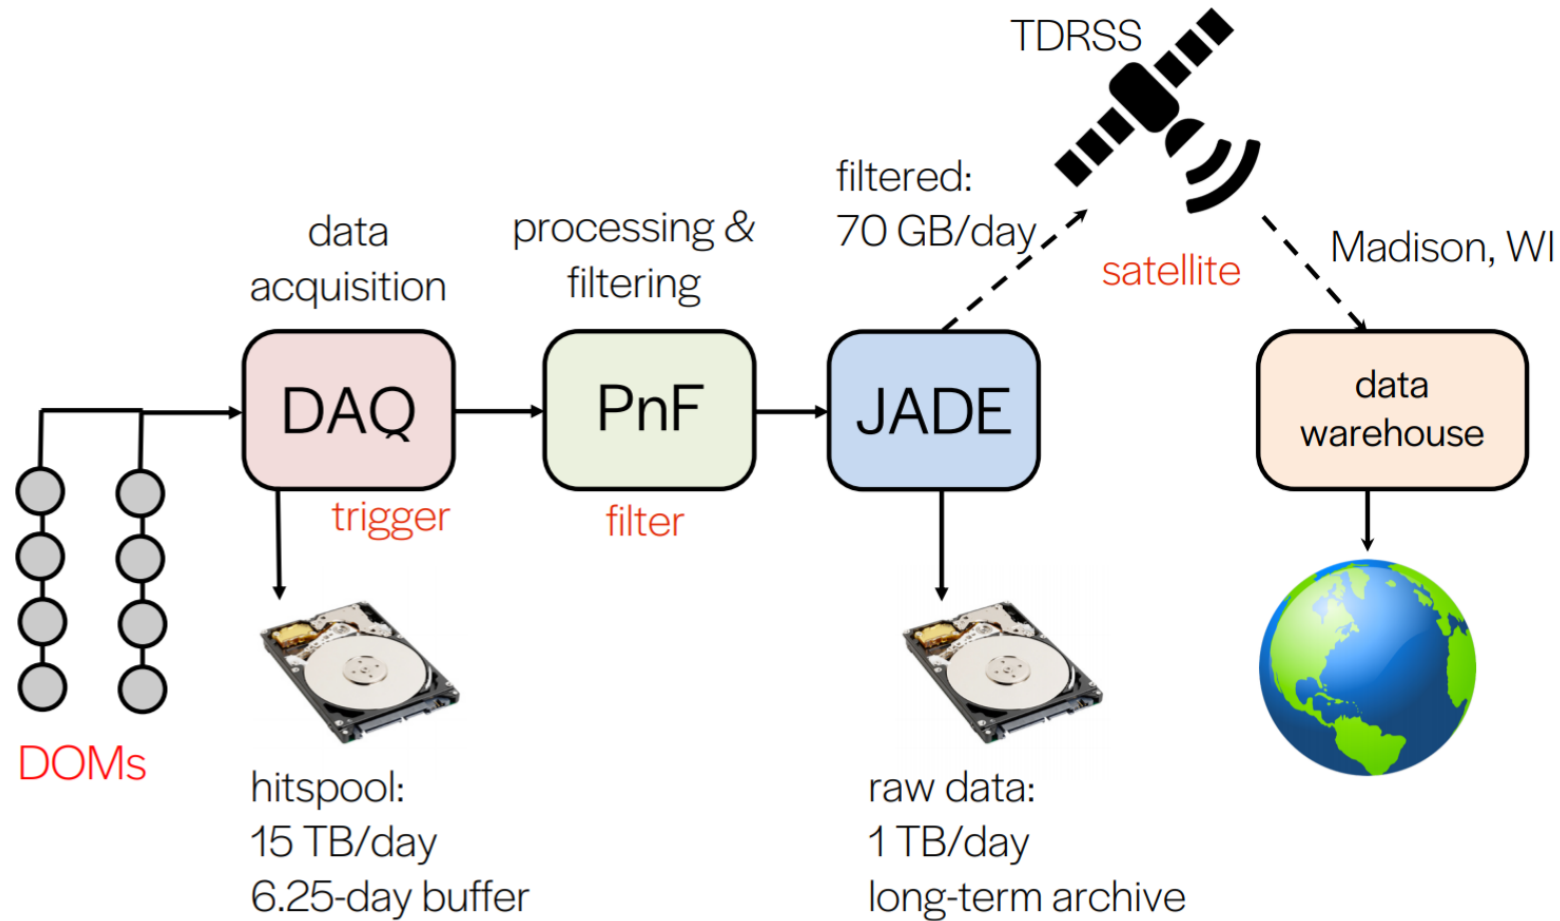 TDRSS
filtered:
70 GB/day
satellite
Madison, WI
data
acquisition
processing &
filtering
DAQ
PnF
JADE
data
warehouse
trigger
filter
DOMs
hitspool:
15 TB/day
6.25-day buffer
raw data:
1 TB/day
long-term archive